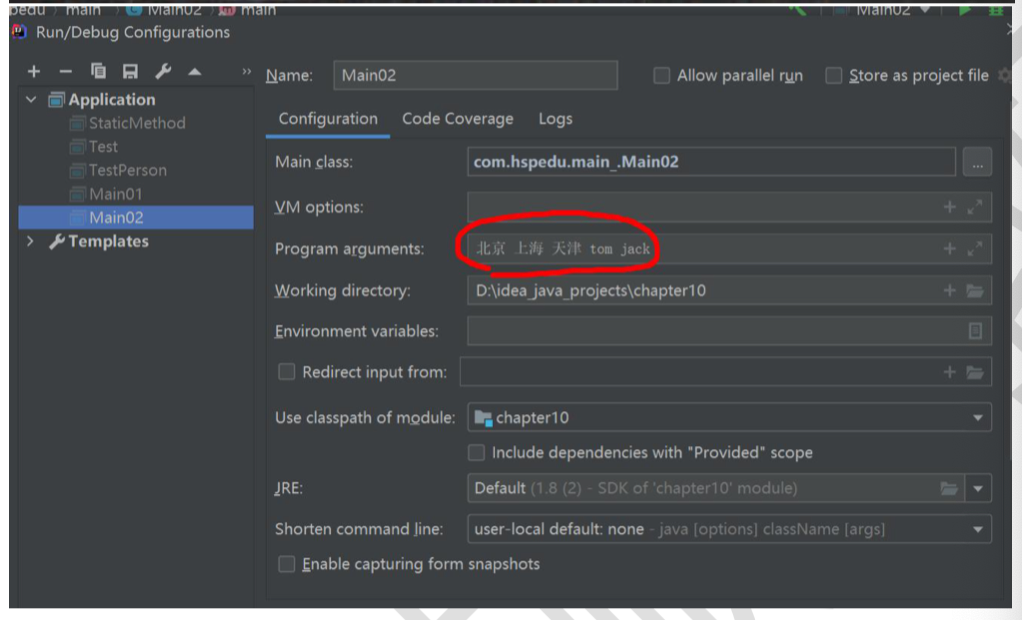 pedu main Main02 main Main02
Run/Debug Configurations
Name: Main02 Allow parallel run Store as project file
Application
StaticMethod
Test
TestPerson
Main01
Main02
Templates
Configuration Code Coverage Logs
Main class: com.hspedu.main_.Main02 ...
VM options:
Program arguments: 北京 上海 天津 tom jack
Working directory: D:\idea_java_projects\chapter10
Environment variables:
Redirect input from:
Use classpath of module: chapter10
Include dependencies with "Provided" scope
JRE: Default (1.8 (2) - SDK of 'chapter10' module)
Shorten command line: user-local default: none - java [options] className [args]
Enable capturing form snapshots